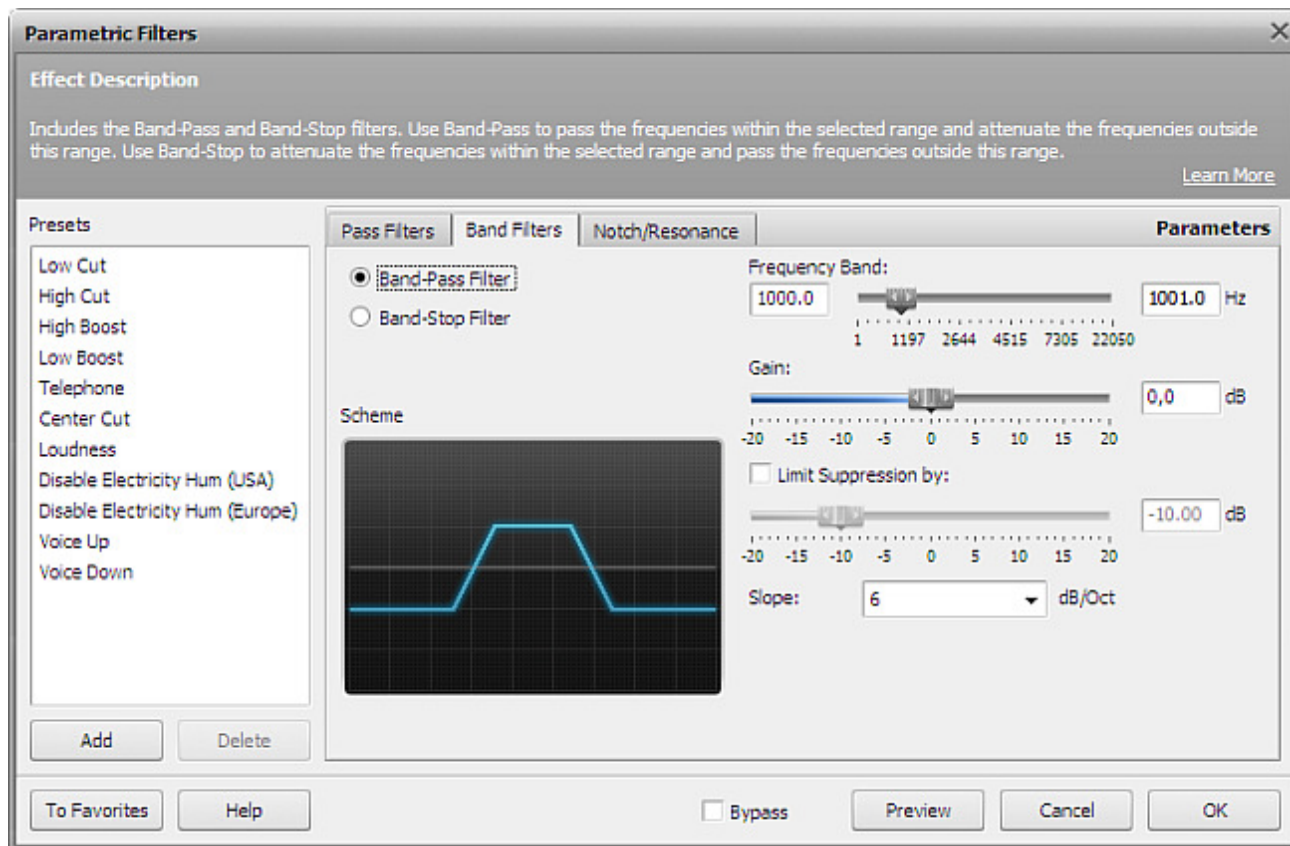 Parametric Filters
Effect Description
Includes the Band-Pass and Band-Stop filters. Use Band-Pass to pass the frequencies within the selected range and attenuate the frequencies outside
this range. Use Band-Stop to attenuate the frequencies within the selected range and pass the frequencies outside this range.
Learn More
Presets
Low Cut
High Cut
High Boost
Low Boost
Telephone
Center Cut
Loudness
Disable Electricity Hum (USA)
Disable Electricity Hum (Europe)
Voice Up
Voice Down
Add Delete
Pass Filters Band Filters Notch/Resonance Parameters
Band-Pass Filter
Band-Stop Filter
Scheme
Frequency Band:
1000.0 1001.0 Hz
1 1197 2644 4515 7305 22050
Gain:
0,0 dB
-20 -15 -10 -5 0 5 10 15 20
Limit Suppression by:
-10.00 dB
-20 -15 -10 -5 0 5 10 15 20
Slope: 6 dB/Oct
To Favorites Help Bypass Preview Cancel OK